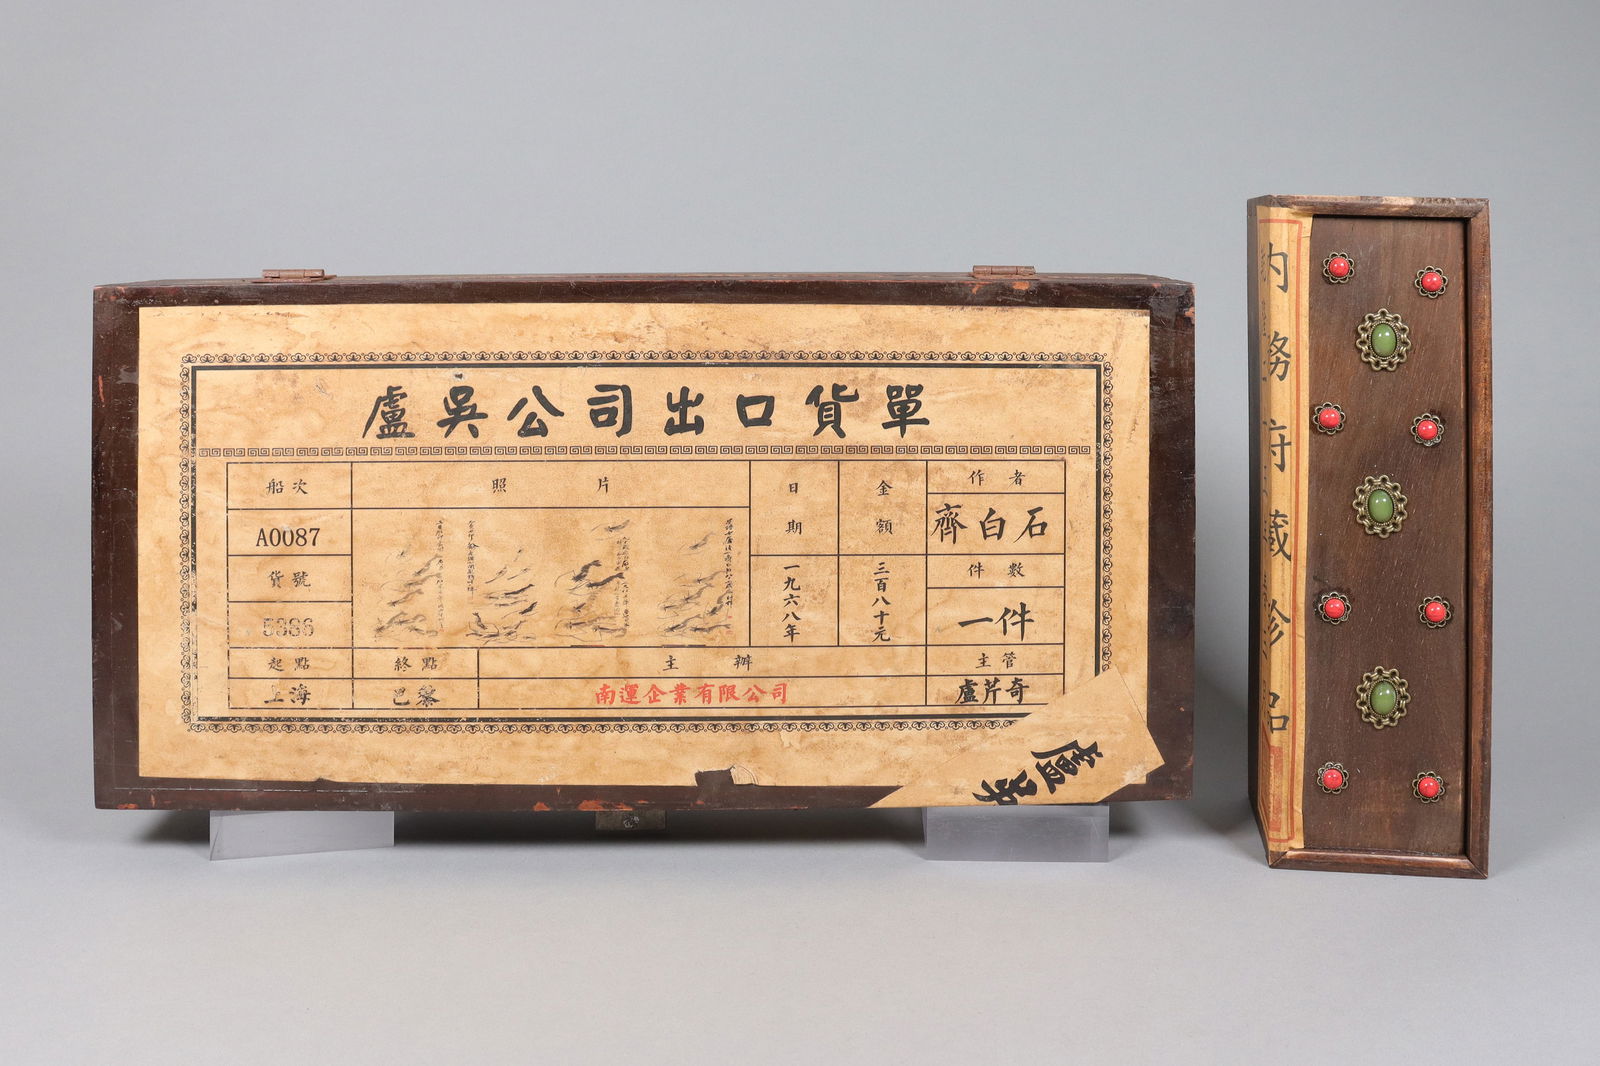 盧吳公司出口貨單
船次
照片
日期
金額
作者
A0087
齊白石
貨號
一九六八年
三百八十元
件數
5386
一件
起點
終點
主辦
主管
上海
巴黎
南運企業有限公司
盧芹奇
盧吳
内務府藏珍品